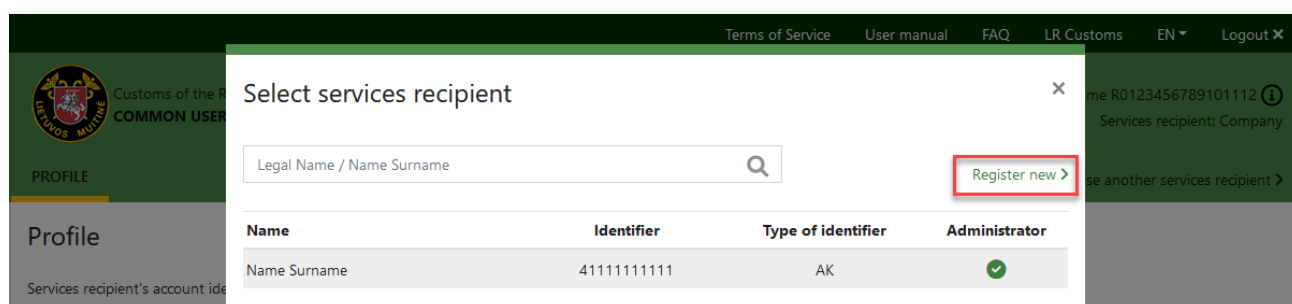 Terms of Service User manual FAQ LR Customs EN Logout ×
LIETUVOS MUITINĖ
Customs of the R
COMMON USER
me R0123456789101112
Services recipient: Company
PROFILE
se another services recipient >
Select services recipient ×
Legal Name / Name Surname
Register new >
Name Identifier Type of identifier Administrator
Name Surname 41111111111 AK
Profile
Services recipient's account ide